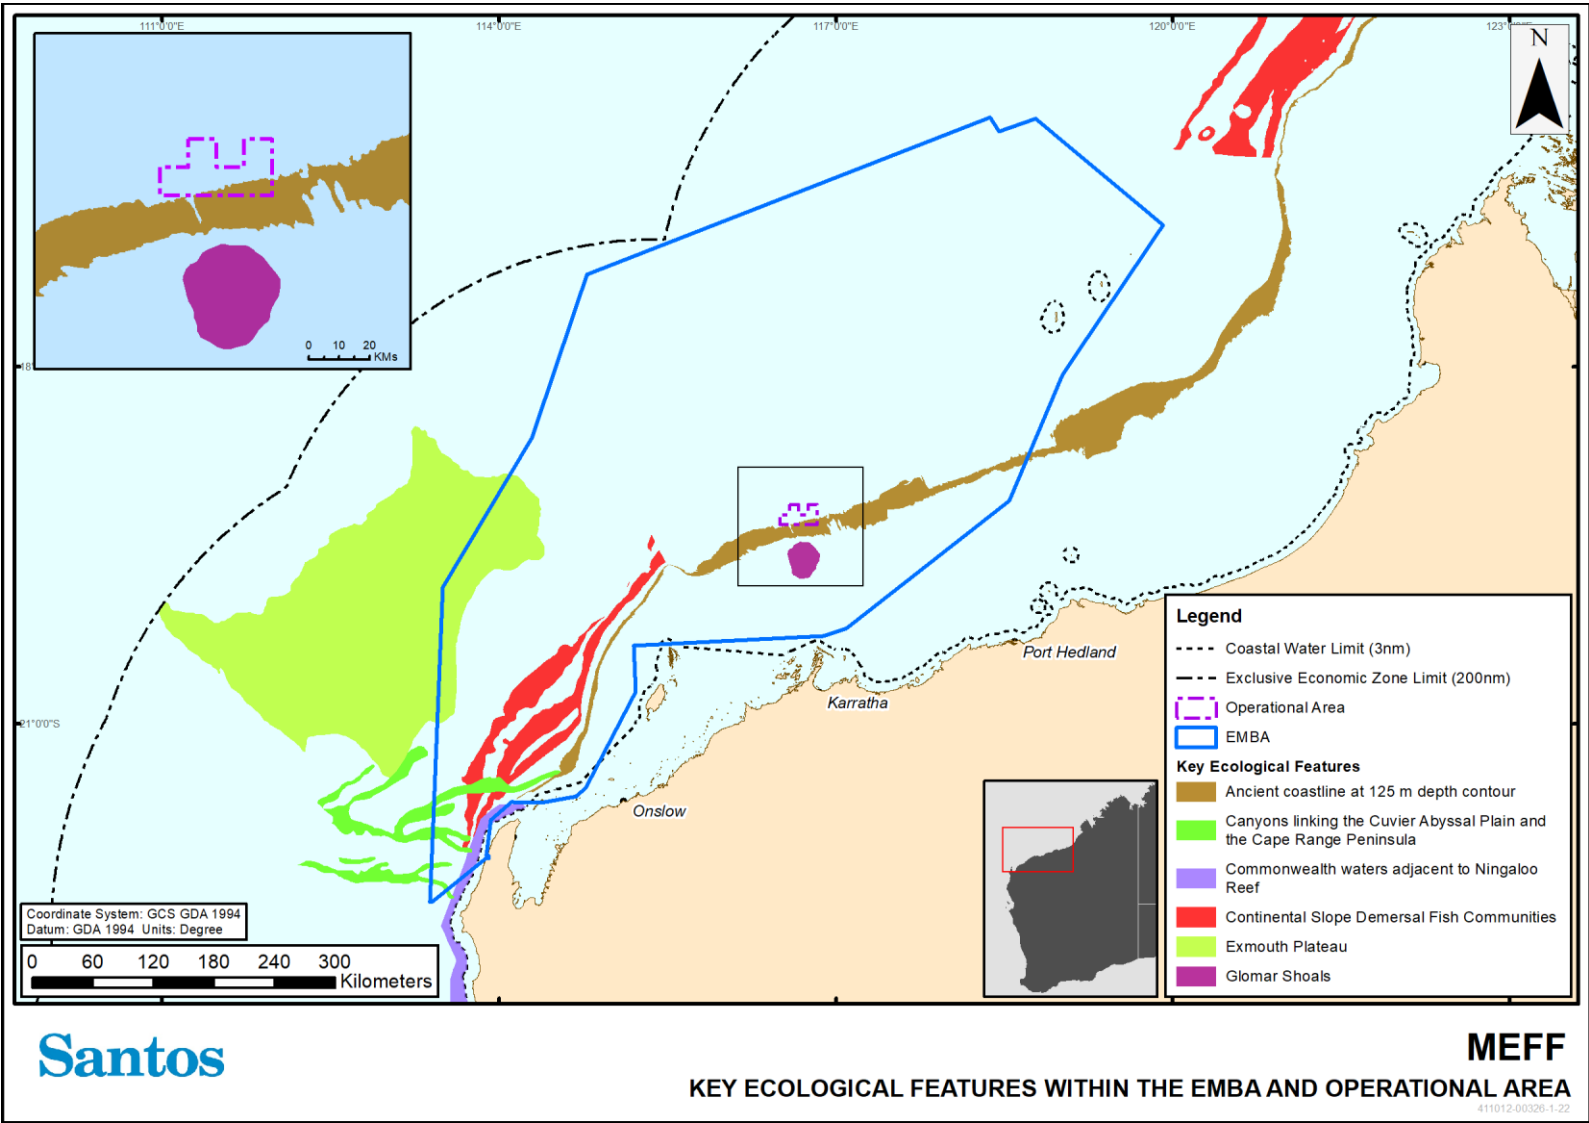 111°0'0"E
114°0'0"E
117°0'0"E
120°0'0"E
N
0 10 20
KMs
21°0'0"S
Port Hedland
Karratha
Onslow
Legend
Coastal Water Limit (3nm)
Exclusive Economic Zone Limit (200nm)
Operational Area
EMBA
Key Ecological Features
Ancient coastline at 125 m depth contour
Canyons linking the Cuvier Abyssal Plain and
the Cape Range Peninsula
Commonwealth waters adjacent to Ningaloo
Reef
Continental Slope Demersal Fish Communities
Exmouth Plateau
Glomar Shoals
Coordinate System: GCS GDA 1994
Datum: GDA 1994 Units: Degree
0 60 120 180 240 300
Kilometers
Santos
MEFF
KEY ECOLOGICAL FEATURES WITHIN THE EMBA AND OPERATIONAL AREA
411012-00326-1-22